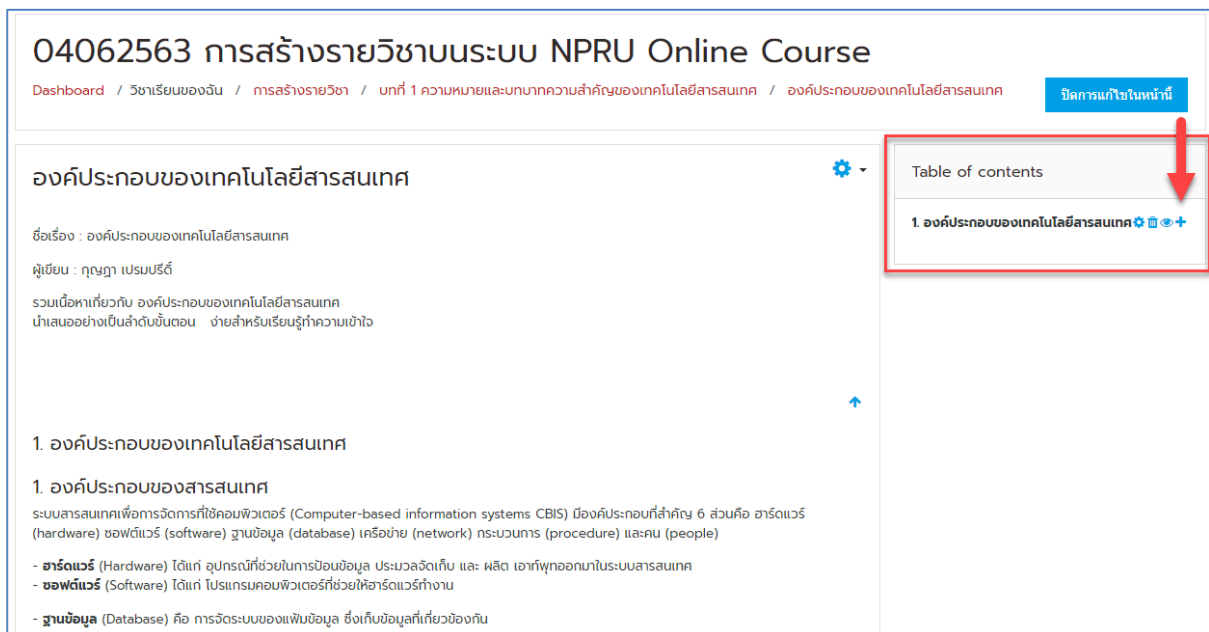 04062563 การสร้างรายวิชาบนระบบ NPRU Online Course
Dashboard / วิชาเรียนของฉัน / การสร้างรายวิชา / บทที่ 1 ความหมายและบทบาทความสำคัญของเทคโนโลยีสารสนเทศ / องค์ประกอบของเทคโนโลยีสารสนเทศ
ปิดการแก้ไขในหน้านี้
องค์ประกอบของเทคโนโลยีสารสนเทศ
Table of contents
1. องค์ประกอบของเทคโนโลยีสารสนเทศ
ชื่อเรื่อง : องค์ประกอบของเทคโนโลยีสารสนเทศ
ผู้เขียน : กุญฎา เปรมปรีดิ์
รวมเนื้อหาเกี่ยวกับ องค์ประกอบของเทคโนโลยีสารสนเทศ
นำเสนออย่างเป็นลำดับขั้นตอน ง่ายสำหรับเรียนรู้ทำความเข้าใจ
1. องค์ประกอบของเทคโนโลยีสารสนเทศ
1. องค์ประกอบของสารสนเทศ
ระบบสารสนเทศเพื่อการจัดการที่ใช้คอมพิวเตอร์ (Computer-based information systems CBIS) มีองค์ประกอบที่สำคัญ 6 ส่วนคือ ฮาร์ดแวร์
(hardware) ซอฟต์แวร์ (software) ฐานข้อมูล (database) เครือข่าย (network) กระบวนการ (procedure) และคน (people)
- ฮาร์ดแวร์ (Hardware) ได้แก่ อุปกรณ์ที่ช่วยในการป้อนข้อมูล ประมวลจัดเก็บ และ ผลิต เอาท์พุทออกมาในระบบสารสนเทศ
- ซอฟต์แวร์ (Software) ได้แก่ โปรแกรมคอมพิวเตอร์ที่ช่วยให้ฮาร์ดแวร์ทำงาน
- ฐานข้อมูล (Database) คือ การจัดระบบของแฟ้มข้อมูล ซึ่งเก็บข้อมูลที่เกี่ยวข้องกัน